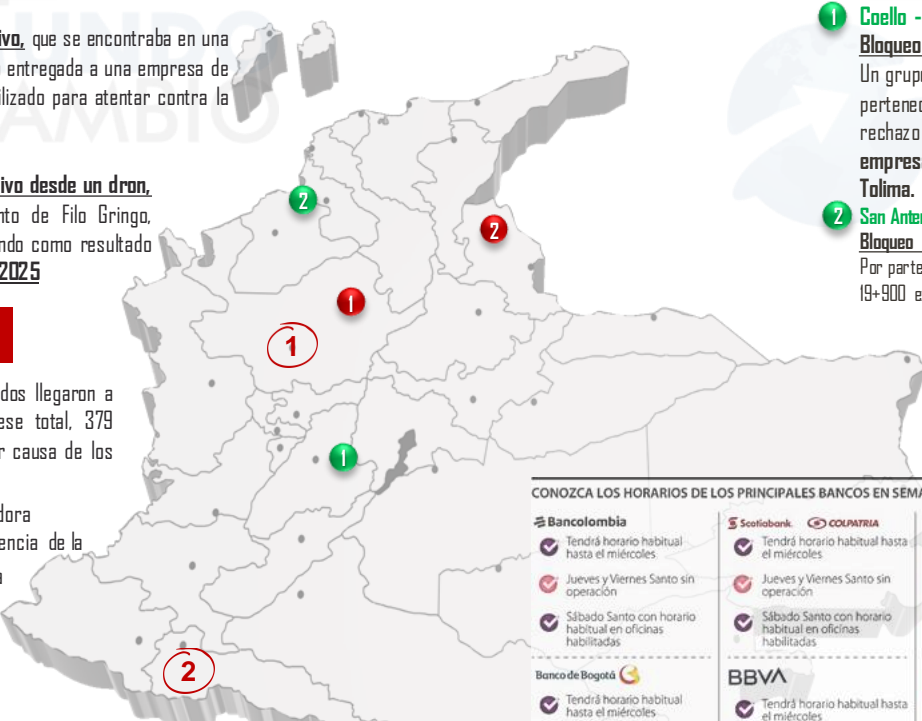 ivo, que se encontraba en una
entregada a una empresa de
ilizado para atentar contra la
ivo desde un dron,
nto de Filo Gringo,
ndo como resultado
2025
dos llegaron a
ese total, 379
r causa de los
dora
encia de la
a
2
2
1
1
1
2
1 Coello -
Bloqueo
Un grupo
pertenec
rechazo
empresa
Tolima.
2 San Anter
Bloqueo
Por parte
19+900 e
CONOZCA LOS HORARIOS DE LOS PRINCIPALES BANCOS EN SEMA
Bancolombia
Tendrá horario habitual
hasta el miércoles
Jueves y Viernes Santo sin
operación
Sábado Santo con horario
habitual en oficinas
habilitadas
Banco de Bogotá
Tendrá horario habitual
hasta el miércoles
Scotiabank. COLPATRIA
Tendrá horario habitual hasta
el miércoles
Jueves y Viernes Santo sin
operación
Sábado Santo con horario
habitual en oficinas
habilitadas
BBVA
Tendrá horario habitual hasta
el miércoles